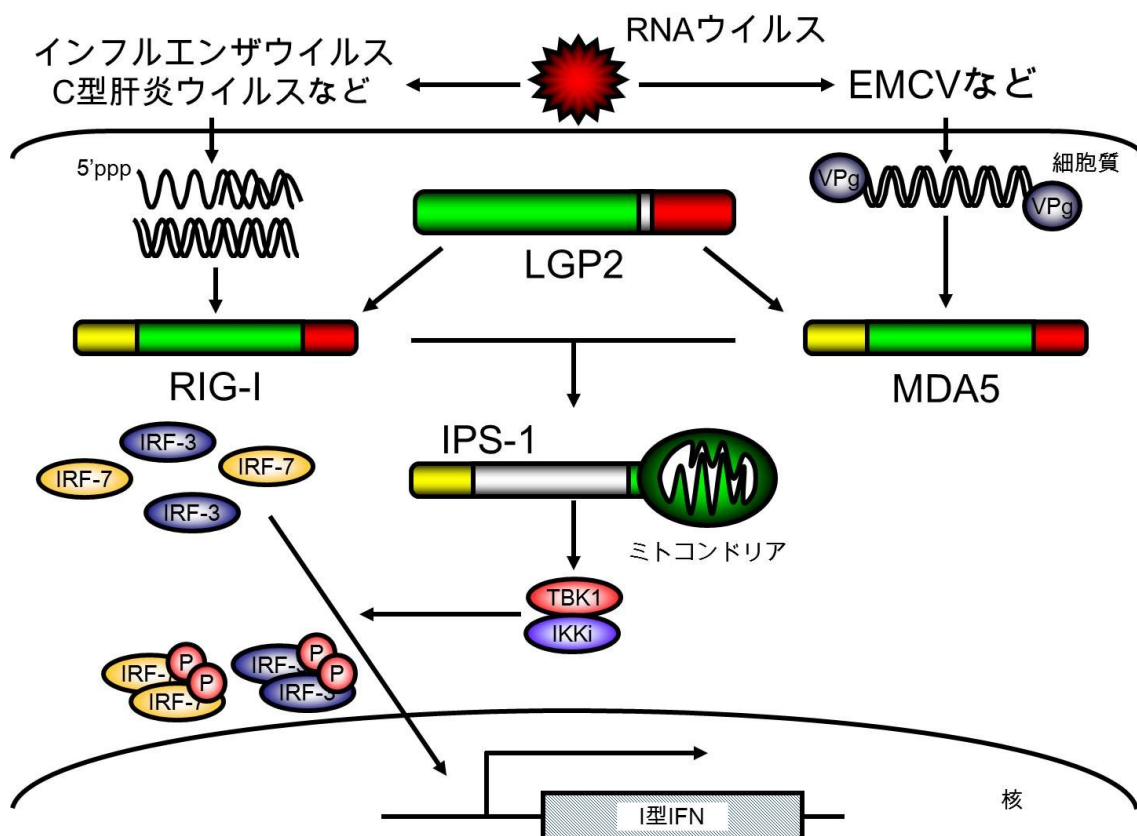 RNAウイルス
インフルエンザウイルス
C型肝炎ウイルスなど
EMCVなど
5’ppp
細胞質
VPg
VPg
LGP2
RIG-I
MDA5
IPS-1
IRF-3
IRF-7
IRF-7
IRF-3
ミトコンドリア
TBK1
IKKi
P
P
IRF-7
P
P
IRF-3
I型IFN
核